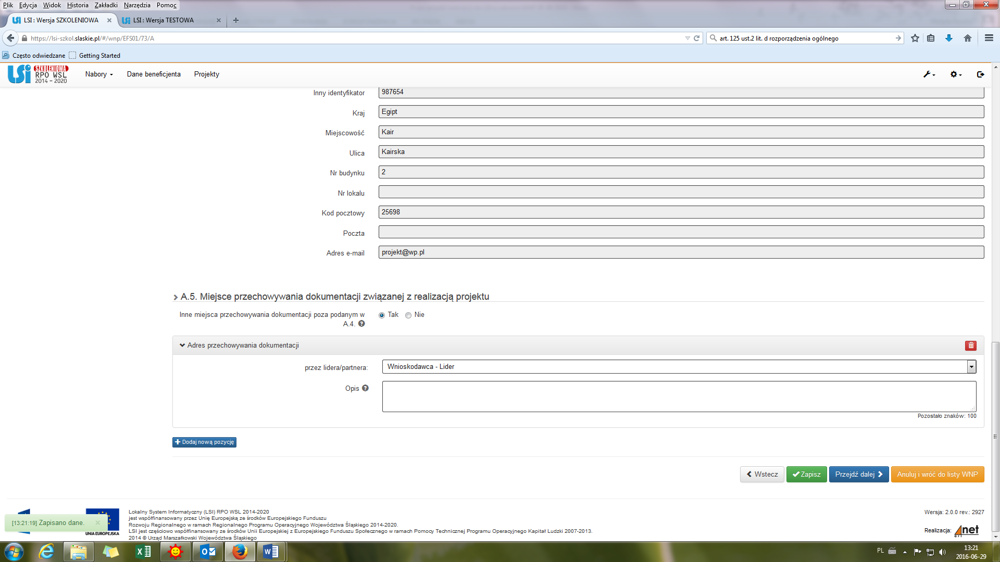 Plik Edycja Widok Historia Zakładki Narzędzia Pomoc
LSI : Wersja SZKOLENIOWA
LSI : Wersja TESTOWA
https://lsi-szkol.slaskie.pl/#/wnp/EFS01/73/A
art. 125 ust.2 lit. d rozporządzenia ogólnego
Często odwiedzane Getting Started
LSI SZKOLENIOWA RPO WSL 2014 - 2020
Nabory Dane beneficjenta Projekty
Inny identyfikator 987654
Kraj Egipt
Miejscowość Kair
Ulica Kairska
Nr budynku 2
Nr lokalu
Kod pocztowy 25698
Poczta
Adres e-mail projekt@wp.pl
A.5. Miejsce przechowywania dokumentacji związanej z realizacją projektu
Inne miejsca przechowywania dokumentacji poza podanym w A.4. Tak Nie
Adres przechowywania dokumentacji
przez lidera/partnera: Wnioskodawca - Lider
Opis
Pozostało znaków: 100
Dodaj nową pozycję
Wstecz Zapisz Przejdź dalej Anuluj i wróć do listy WNP
[13:21:19] Zapisano dane.
UNIA EUROPEJSKA
Lokalny System Informatyczny (LSI) RPO WSL 2014-2020
jest współfinansowany przez Unię Europejską ze środków Europejskiego Funduszu
Rozwoju Regionalnego w ramach Regionalnego Programu Operacyjnego Województwa Śląskiego 2014-2020.
LSI jest częściowo współfinansowany ze środków Unii Europejskiej z Europejskiego Funduszu Społecznego w ramach Pomocy Technicznej Programu Operacyjnego Kapitał Ludzki 2007-2013.
2014 © Urząd Marszałkowski Województwa Śląskiego
Wersja: 2.0.0 rev.: 2927
Realizacja: net
PL
13:21
2016-06-29